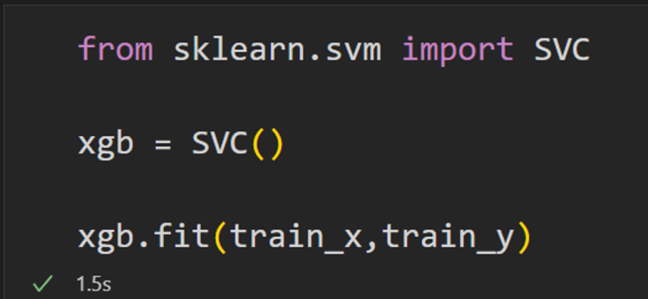 from sklearn.svm import SVC
xgb = SVC()
xgb.fit(train_x,train_y)
1.5s